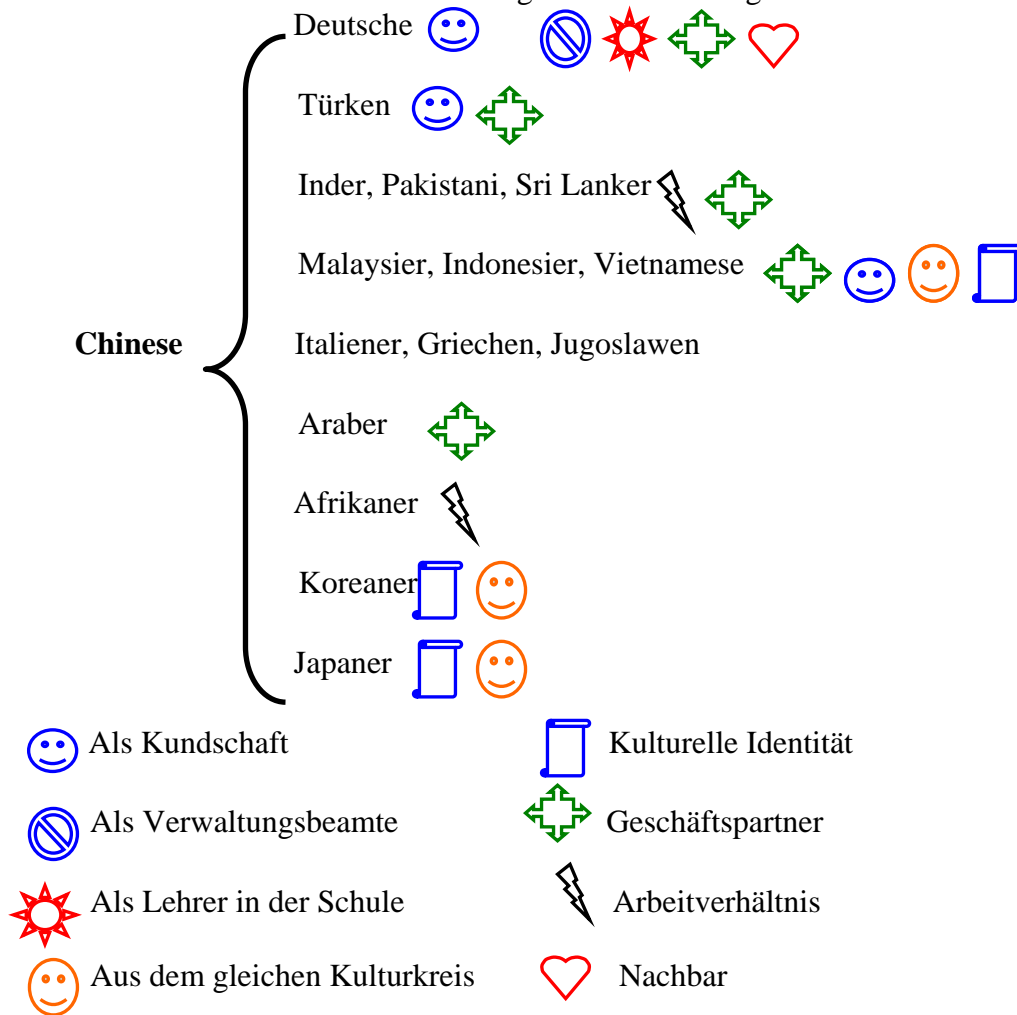 Deutsche
Türken
Inder, Pakistani, Sri Lanker
Malaysier, Indonesier, Vietnamese
Chinese
Italiener, Griechen, Jugoslawen
Araber
Afrikaner
Koreaner
Japaner
Als Kundschaft
Kulturelle Identität
Als Verwaltungsbeamte
Geschäftspartner
Als Lehrer in der Schule
Arbeitverhältnis
Aus dem gleichen Kulturkreis
Nachbar